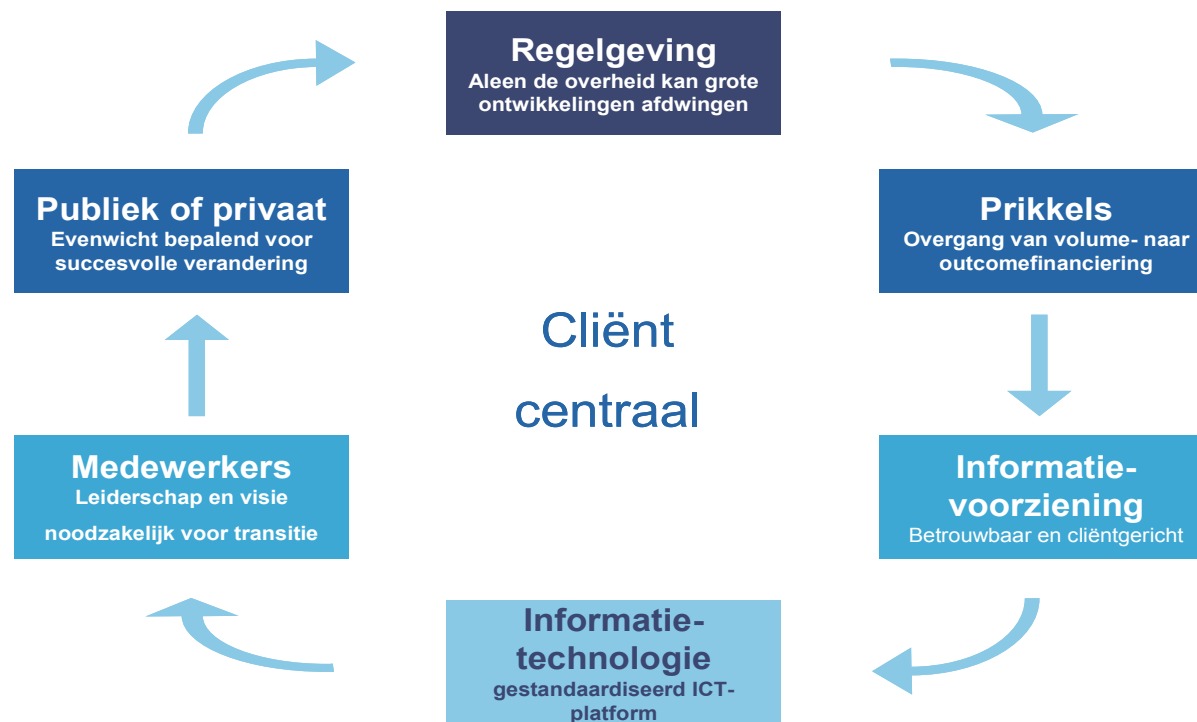 Regelgeving
Aleen de overheid kan grote
ontwikkelingen afdwingen
Publiek of privaat
Evenwicht bepalend voor
succesvolle verandering
Prikkels
Overgang van volume- naar
outcomefinanciering
Cliënt
centraal
Medewerkers
Leiderschap en visie
noodzakelijk voor transitie
Informatie-
voorziening
Betrouwbaar en cliëntgericht
Informatie-
technologie
gestandaardiseerd ICT-
platform